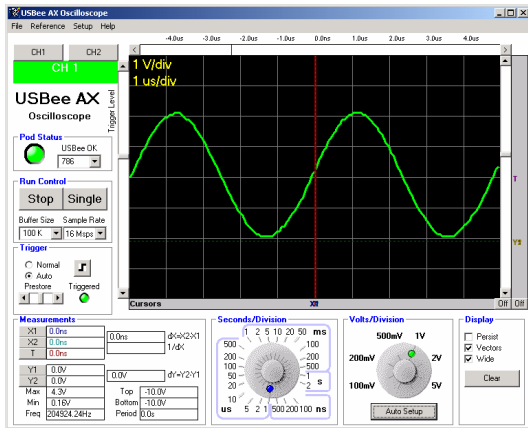 USBee AX Oscilloscope
File Reference Setup Help
CH1 CH2
-4.0us -3.0us -2.0us -1.0us 0.0ns 1.0us 2.0us 3.0us 4.0us
CH 1
1 V/div
1 us/div
USBee AX
Oscilloscope
Trigger Level
Pod Status
USBee OK
786
Run Control
Stop Single
Buffer Size Sample Rate
100 K 16 Msps
Trigger
Normal
Auto
Prestore Triggered
T
Cursors
Off Off
Measurements
X1 0.0ns
X2 0.0ns
T 0.0ns
0.0ns dX=X2-X1
1/dX
Y1 0.0V
Y2 0.0V
0.0V dY=Y2-Y1
Max 4.3V Top -10.0V
Min 0.16V Bottom -10.0V
Freq 204924.24Hz Period 0.0s
Seconds/Division
1 2 5 10 20 50 ms
500 100
200 200
100 500
50 1
20 2 s
10
us 5 2 1 500 200 100 ns
Volts/Division
500mV 1V
200mV 2V
100mV 5V
Auto Setup
Display
Persist
Vectors
Wide
Clear